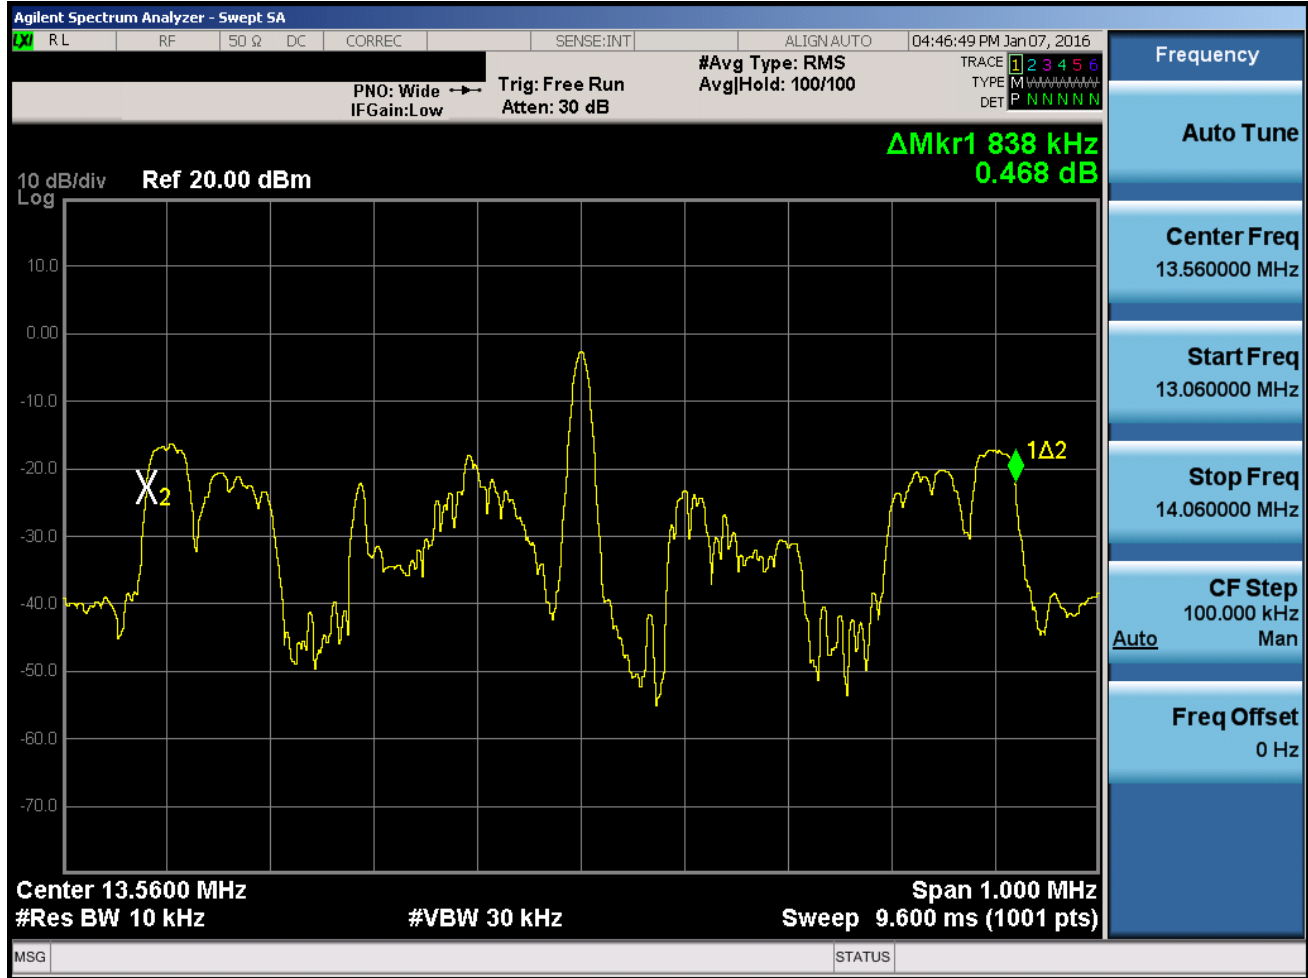 Agilent Spectrum Analyzer - Swept SA
LXI RL RF 50 Ω DC CORREC SENSE:INT ALIGN AUTO 04:46:49 PM Jan 07, 2016
PNO: Wide
IFGain:Low
Trig: Free Run
Atten: 30 dB
#Avg Type: RMS
Avg|Hold: 100/100
TRACE 1 2 3 4 5 6
TYPE M
DET P N N N N N
ΔMkr1 838 kHz
0.468 dB
10 dB/div Ref 20.00 dBm
Log
10.0
0.00
-10.0
-20.0
-30.0
-40.0
-50.0
-60.0
-70.0
X2
1Δ2
Center 13.5600 MHz Span 1.000 MHz
#Res BW 10 kHz #VBW 30 kHz Sweep 9.600 ms (1001 pts)
MSG STATUS
Frequency
Auto Tune
Center Freq
13.560000 MHz
Start Freq
13.060000 MHz
Stop Freq
14.060000 MHz
CF Step
100.000 kHz
Auto Man
Freq Offset
0 Hz